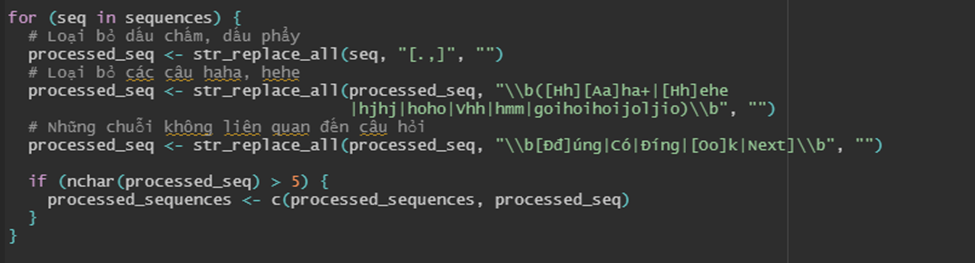 for (seq in sequences) {
  # Loại bỏ dấu chấm, dấu phẩy
  processed_seq <- str_replace_all(seq, "[.,]", "")
  # Loại bỏ các câu haha, hehe
  processed_seq <- str_replace_all(processed_seq, "\\b([Hh][Aa]ha+|[Hh]ehe
                                   |hjhj|hoho|Vhh|hmm|goihoihoijoljio)\\b", "")
  # Những chuỗi không liên quan đến câu hỏi
  processed_seq <- str_replace_all(processed_seq, "\\b[Đđ]úng|Có|Đíng|[Oo]k|Next]\\b", "")
  if (nchar(processed_seq) > 5) {
    processed_sequences <- c(processed_sequences, processed_seq)
  }
}